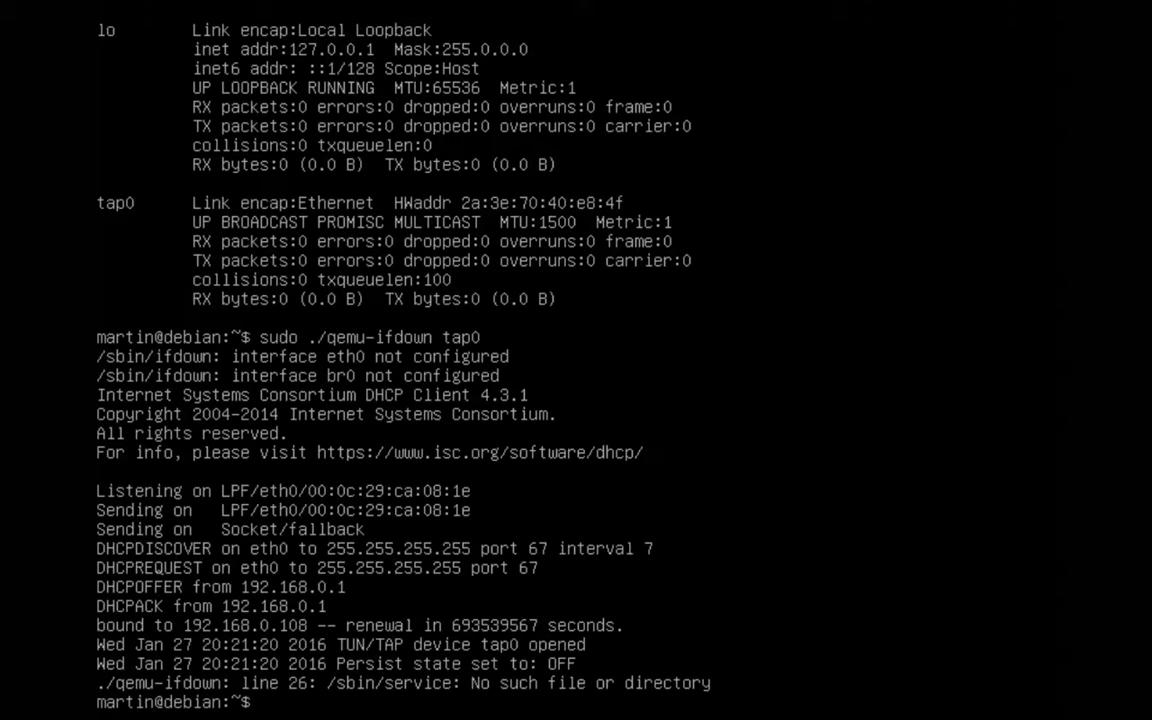 lo        Link encap:Local Loopback
          inet addr:127.0.0.1  Mask:255.0.0.0
          inet6 addr: ::1/128 Scope:Host
          UP LOOPBACK RUNNING  MTU:65536  Metric:1
          RX packets:0 errors:0 dropped:0 overruns:0 frame:0
          TX packets:0 errors:0 dropped:0 overruns:0 carrier:0
          collisions:0 txqueuelen:0
          RX bytes:0 (0.0 B)  TX bytes:0 (0.0 B)

tap0      Link encap:Ethernet  HWaddr 2a:3e:70:40:e8:4f
          UP BROADCAST PROMISC MULTICAST  MTU:1500  Metric:1
          RX packets:0 errors:0 dropped:0 overruns:0 frame:0
          TX packets:0 errors:0 dropped:0 overruns:0 carrier:0
          collisions:0 txqueuelen:100
          RX bytes:0 (0.0 B)  TX bytes:0 (0.0 B)

martin@debian:~$ sudo ./qemu-ifdown tap0
/sbin/ifdown: interface eth0 not configured
/sbin/ifdown: interface br0 not configured
Internet Systems Consortium DHCP Client 4.3.1
Copyright 2004-2014 Internet Systems Consortium.
All rights reserved.
For info, please visit https://www.isc.org/software/dhcp/

Listening on LPF/eth0/00:0c:29:ca:08:1e
Sending on   LPF/eth0/00:0c:29:ca:08:1e
Sending on   Socket/fallback
DHCPDISCOVER on eth0 to 255.255.255.255 port 67 interval 7
DHCPREQUEST on eth0 to 255.255.255.255 port 67
DHCPOFFER from 192.168.0.1
DHCPACK from 192.168.0.1
bound to 192.168.0.108 -- renewal in 693539567 seconds.
Wed Jan 27 20:21:20 2016 TUN/TAP device tap0 opened
Wed Jan 27 20:21:20 2016 Persist state set to: OFF
./qemu-ifdown: line 26: /sbin/service: No such file or directory
martin@debian:~$